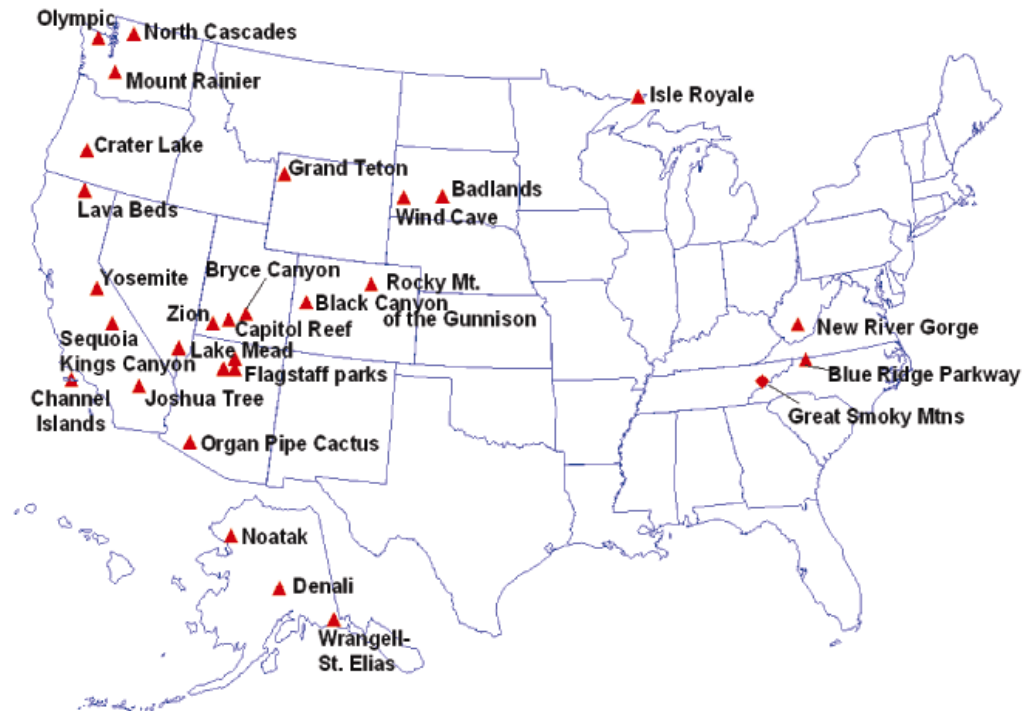 Olympic
North Cascades
Mount Rainier
Isle Royale
Crater Lake
Grand Teton
Badlands
Lava Beds
Wind Cave
Bryce Canyon
Yosemite
Rocky Mt.
Black Canyon
of the Gunnison
Zion
Capitol Reef
New River Gorge
Sequoia
Kings Canyon
Lake Mead
Flagstaff parks
Blue Ridge Parkway
Channel
Islands
Joshua Tree
Great Smoky Mtns
Organ Pipe Cactus
Noatak
Denali
Wrangell-
St. Elias